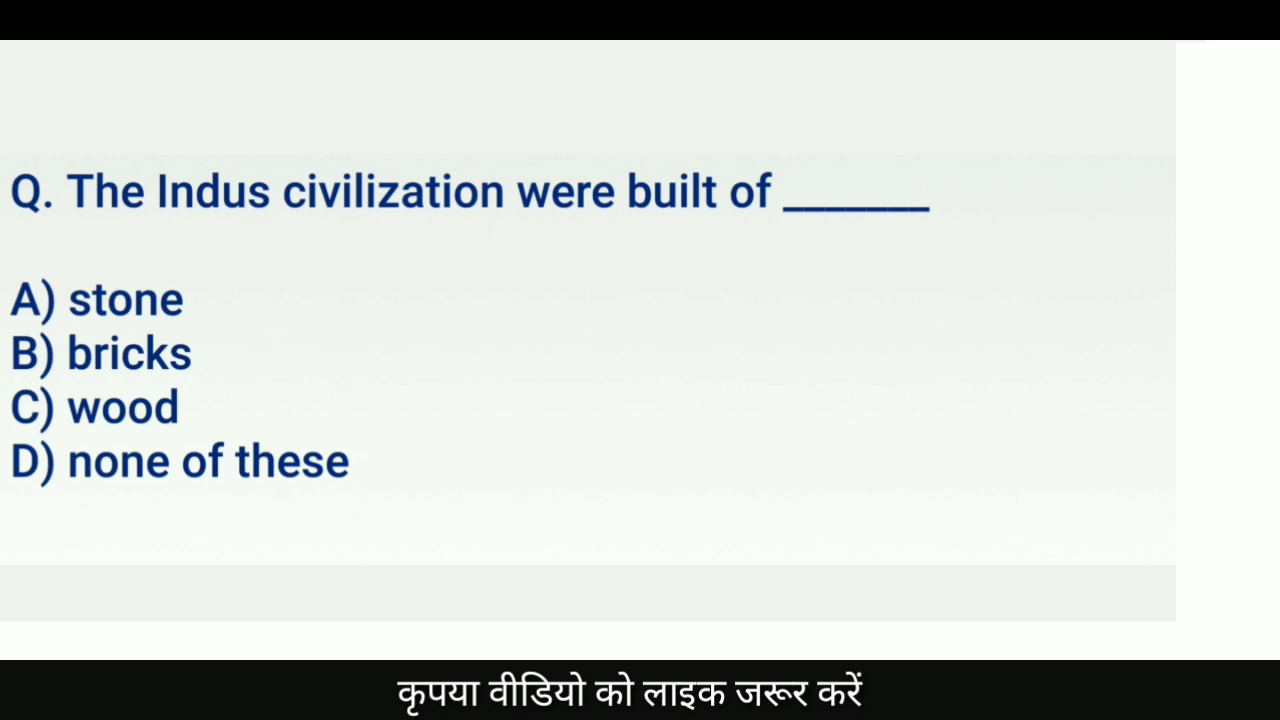 Q. The Indus civilization were built of _______
A) stone
B) bricks
C) wood
D) none of these
कृपया वीडियो को लाइक जरूर करें